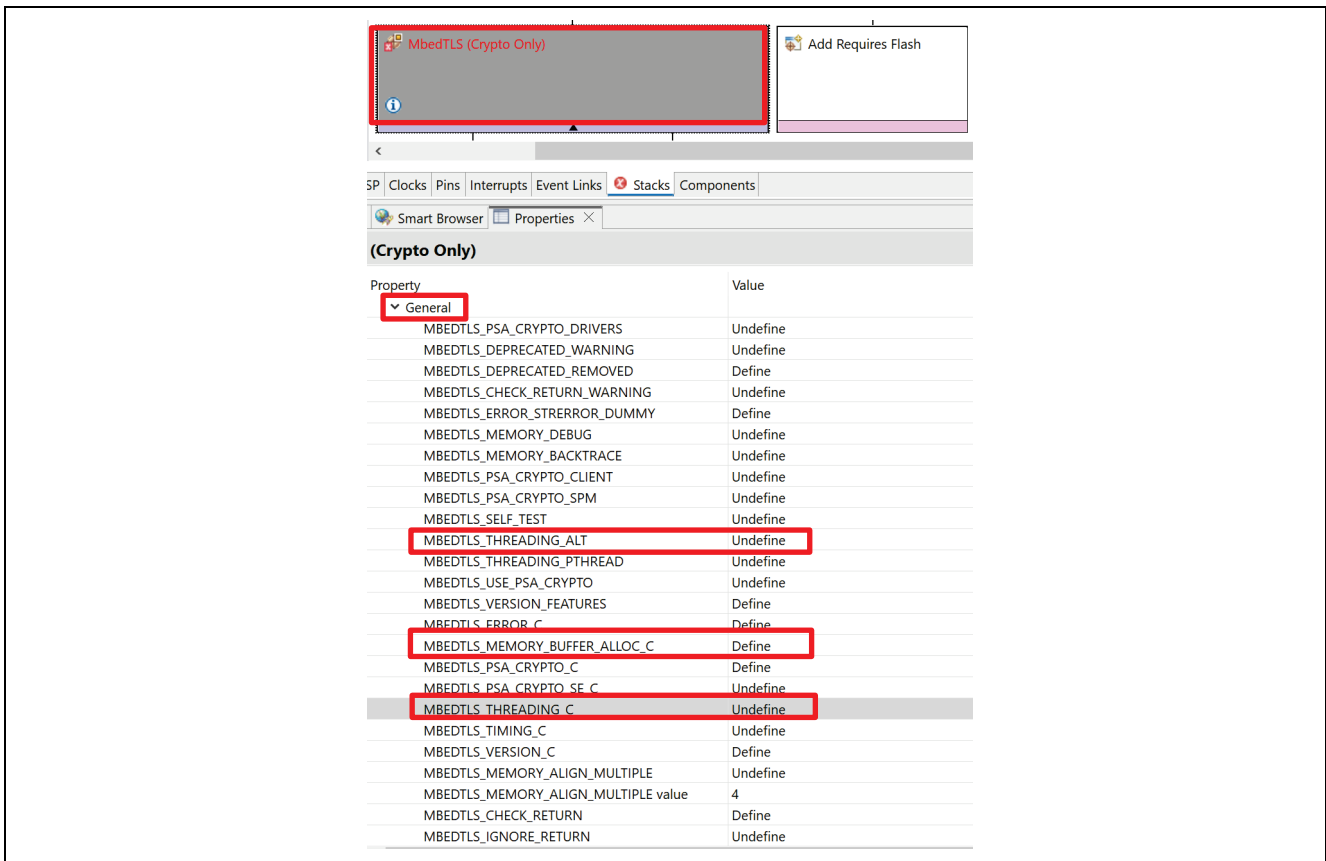 MbedTLS (Crypto Only)
Add Requires Flash
SP Clocks Pins Interrupts Event Links Stacks Components
Smart Browser Properties
(Crypto Only)
Property Value
General
MBEDTLS_PSA_CRYPTO_DRIVERS Undefine
MBEDTLS_DEPRECATED_WARNING Undefine
MBEDTLS_DEPRECATED_REMOVED Define
MBEDTLS_CHECK_RETURN_WARNING Undefine
MBEDTLS_ERROR_STRERROR_DUMMY Define
MBEDTLS_MEMORY_DEBUG Undefine
MBEDTLS_MEMORY_BACKTRACE Undefine
MBEDTLS_PSA_CRYPTO_CLIENT Undefine
MBEDTLS_PSA_CRYPTO_SPM Undefine
MBEDTLS_SELF_TEST Undefine
MBEDTLS_THREADING_ALT Undefine
MBEDTLS_THREADING_PTHREAD Undefine
MBEDTLS_USE_PSA_CRYPTO Undefine
MBEDTLS_VERSION_FEATURES Define
MBEDTLS_ERROR_C Define
MBEDTLS_MEMORY_BUFFER_ALLOC_C Define
MBEDTLS_PSA_CRYPTO_C Define
MBEDTLS_PSA_CRYPTO_SE_C Undefine
MBEDTLS_THREADING_C Undefine
MBEDTLS_TIMING_C Undefine
MBEDTLS_VERSION_C Define
MBEDTLS_MEMORY_ALIGN_MULTIPLE Undefine
MBEDTLS_MEMORY_ALIGN_MULTIPLE value 4
MBEDTLS_CHECK_RETURN Define
MBEDTLS_IGNORE_RETURN Undefine